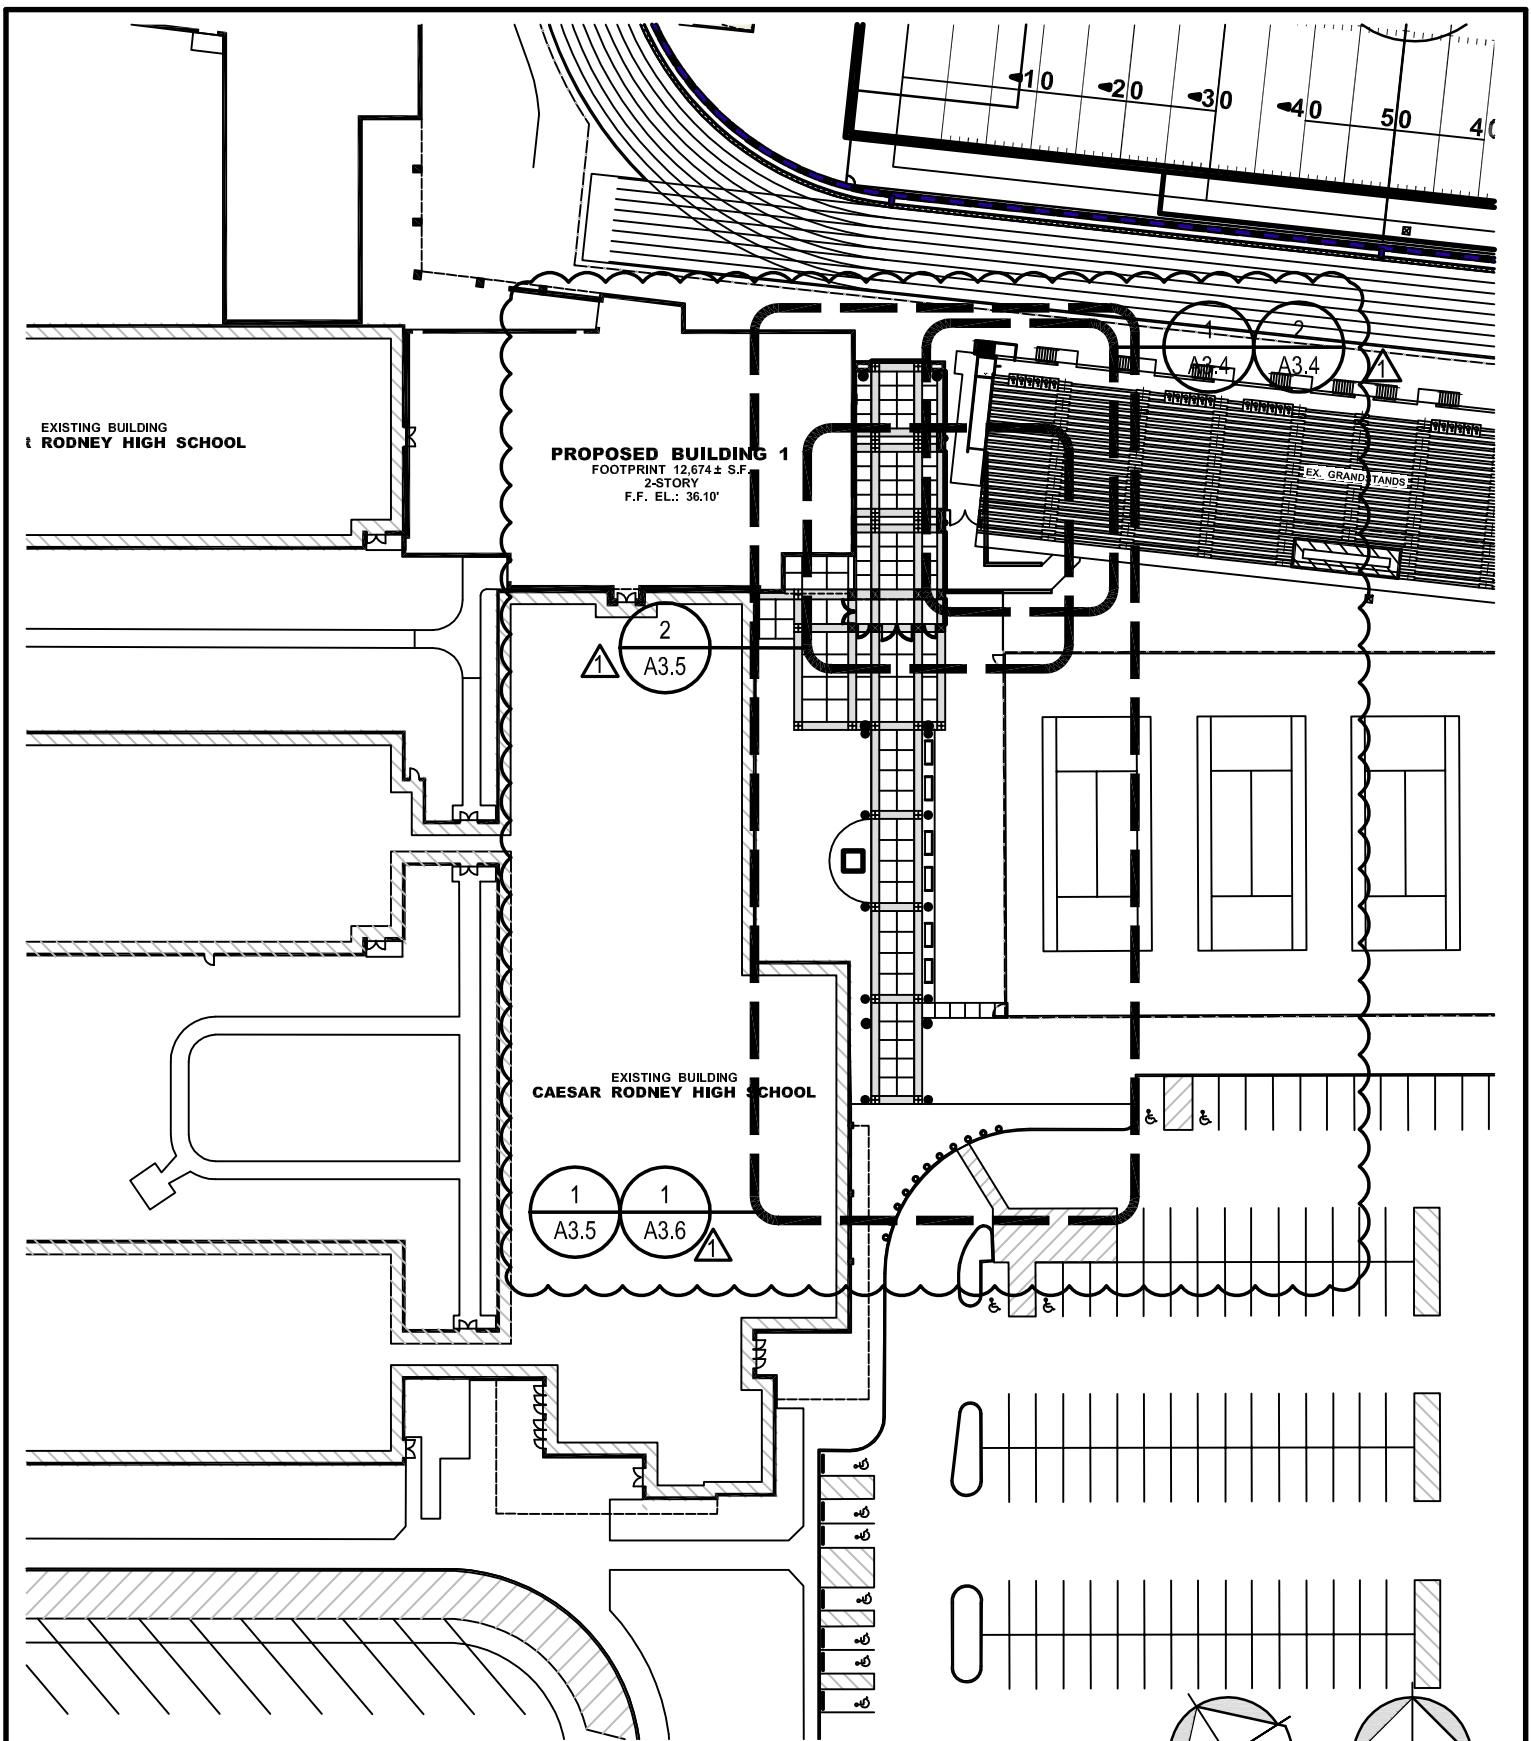 10
20
30
40
50
1
A3.4
2
A3.4
1
EXISTING BUILDING
RODNEY HIGH SCHOOL
PROPOSED BUILDING 1
FOOTPRINT 12,674± S.F.
2-STORY
F.F. EL.: 36.10'
EX. GRANDSTANDS
2
A3.5
1
EXISTING BUILDING
CAESAR RODNEY HIGH SCHOOL
1
A3.5
1
A3.6
1